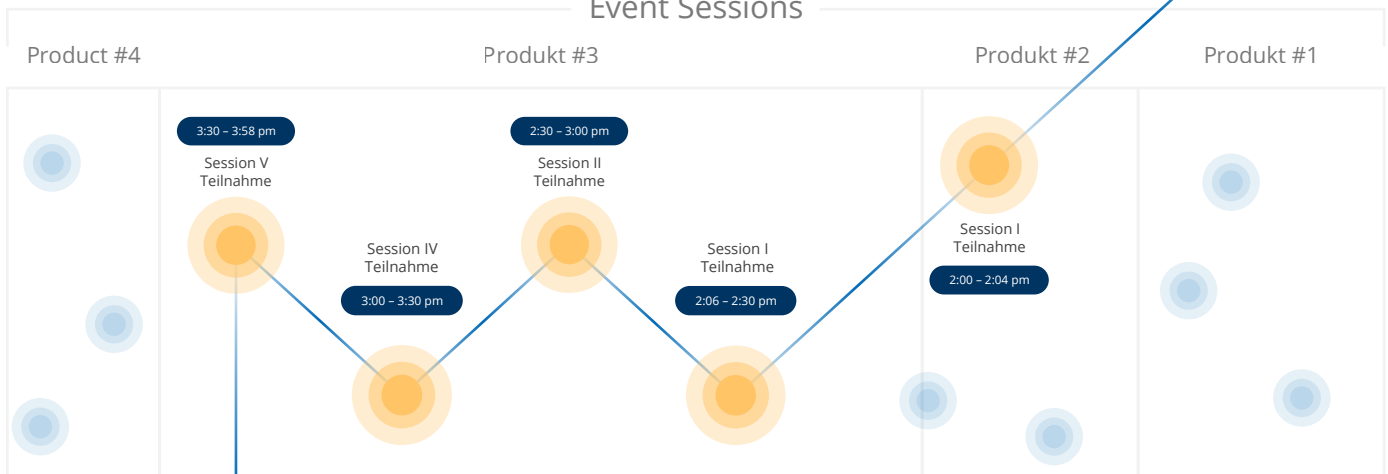 Event Sessions
Product #4
Produkt #3
Produkt #2
Produkt #1
3:30 – 3:58 pm
Session V
Teilnahme
Session IV
Teilnahme
3:00 – 3:30 pm
2:30 – 3:00 pm
Session II
Teilnahme
Session I
Teilnahme
2:06 – 2:30 pm
Session I
Teilnahme
2:00 – 2:04 pm